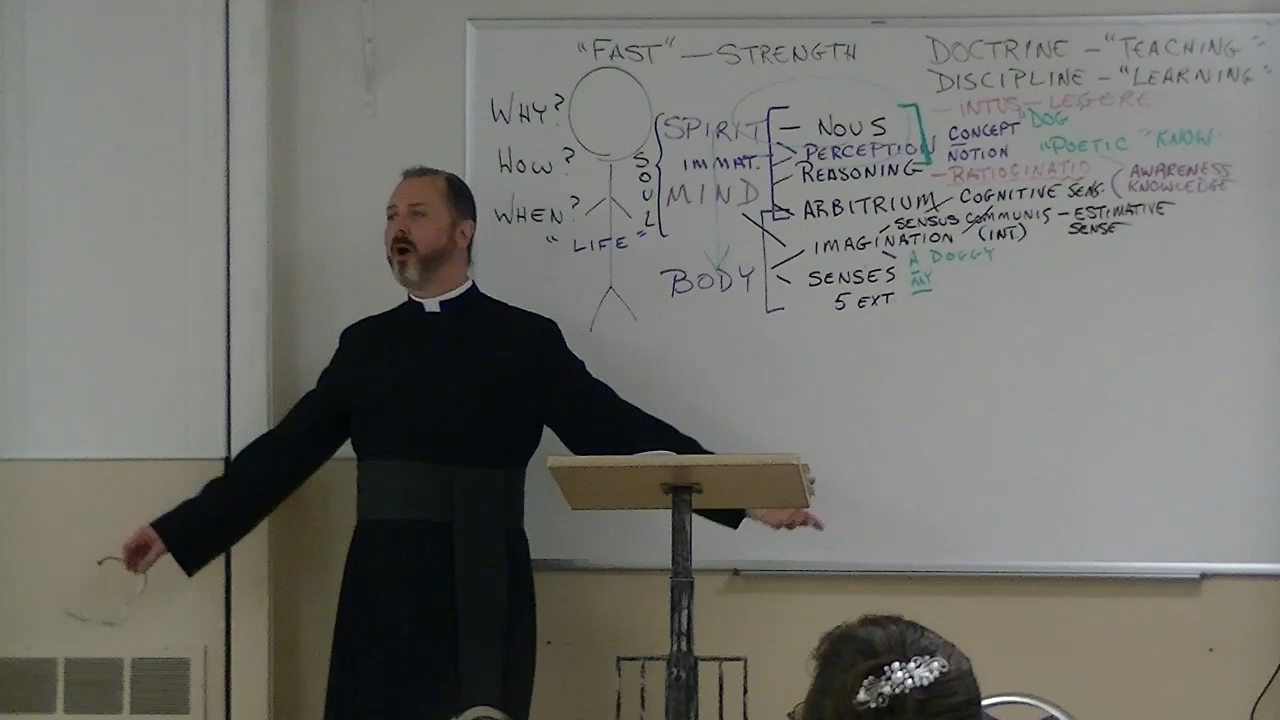 "FAST" — STRENGTH
DOCTRINE - "TEACHING"
DISCIPLINE - "LEARNING"
WHY?
HOW?
WHEN?
"LIFE"
SOUL
SPIRIT
IMMAT.
MIND
BODY
— NOUS
PERCEPTION
REASONING
ARBITRIUM
IMAGINATION (INT)
SENSES
5 EXT
- INTUS - LEGERE
CONCEPT "DOG
NOTION
"POETIC "KNOW
- RATIOCINATIO
AWARENESS
KNOWLEDGE
COGNITIVE SENS.
SENSUS COMMUNIS - ESTIMATIVE
SENSE
A DOGGY
MY